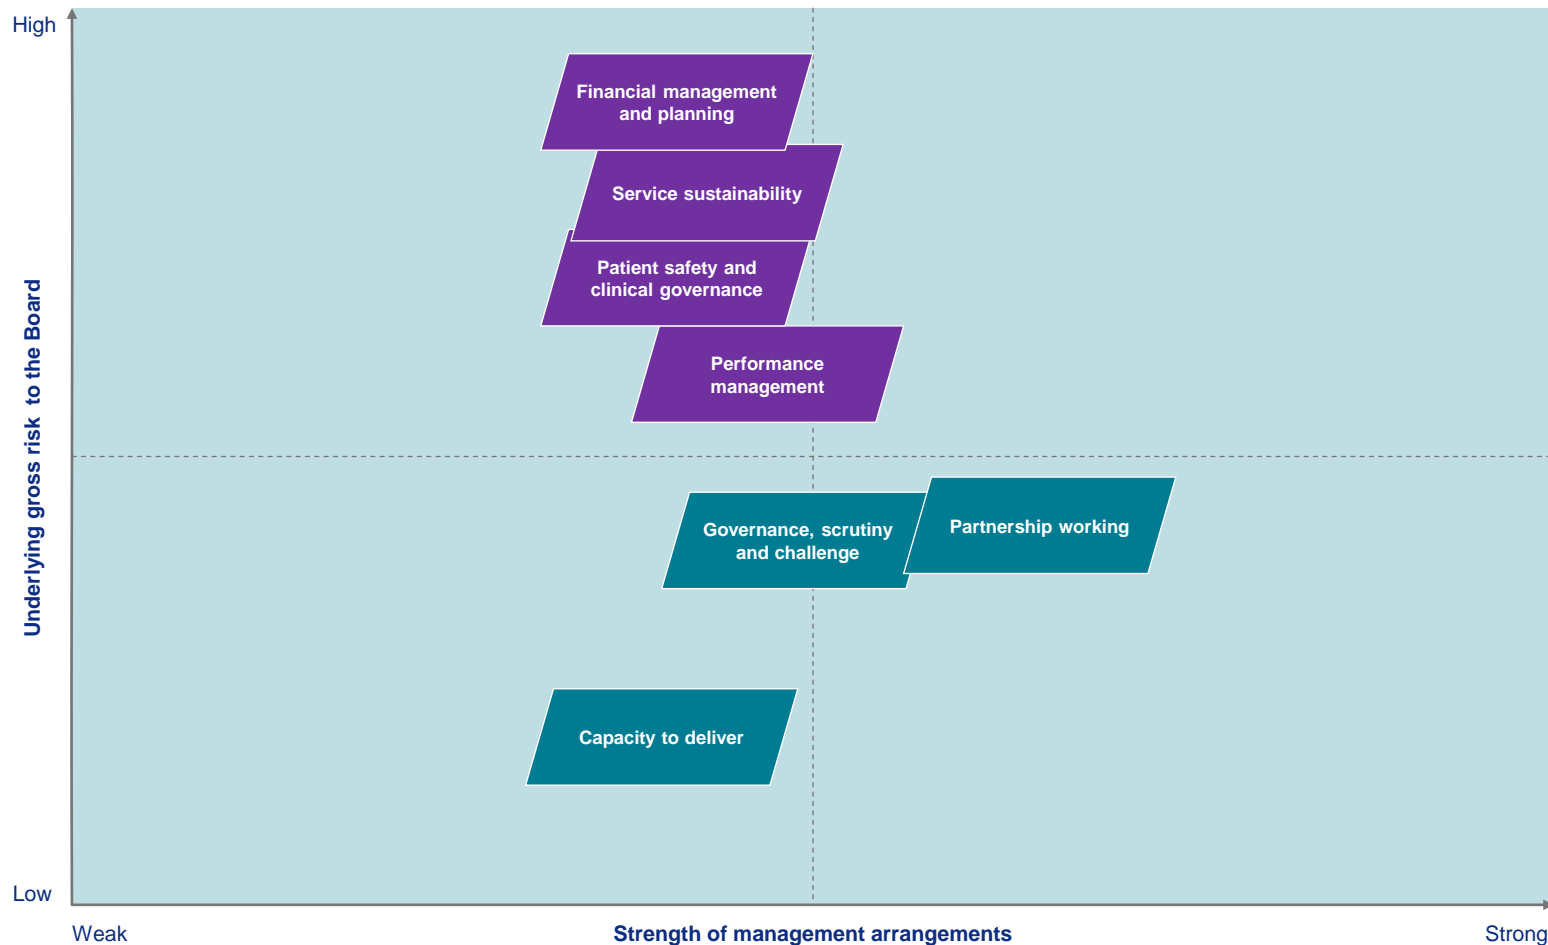 High
Financial management
and planning
Service sustainability
Patient safety and
clinical governance
Performance
management
Underlying gross risk to the Board
Governance, scrutiny
and challenge
Partnership working
Capacity to deliver
Low
Weak
Strength of management arrangements
Strong